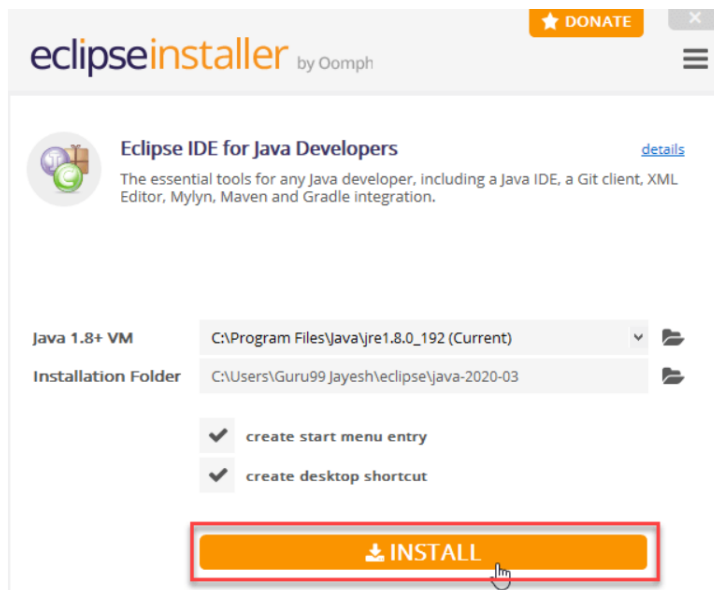 DONATE
eclipseinstaller by Oomph
Eclipse IDE for Java Developers
details
The essential tools for any Java developer, including a Java IDE, a Git client, XML
Editor, Mylyn, Maven and Gradle integration.
Java 1.8+ VM
C:\Program Files\Java\jre1.8.0_192 (Current)
Installation Folder
C:\Users\Guru99 Jayesh\eclipse\java-2020-03
create start menu entry
create desktop shortcut
INSTALL